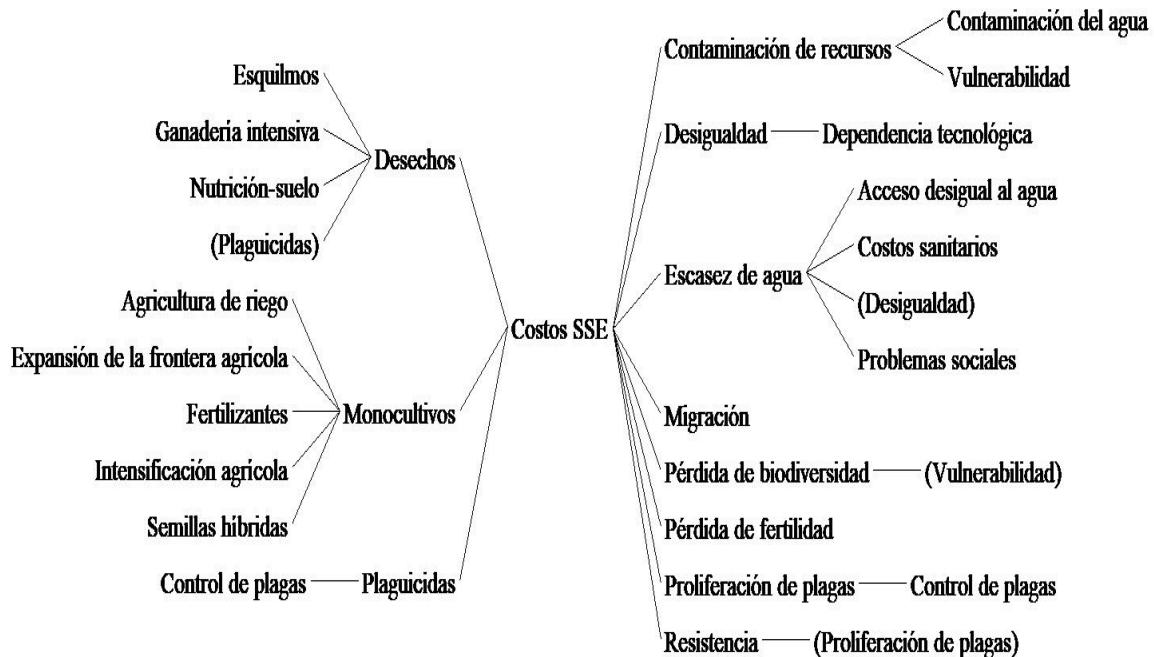 Esquilmos
Ganadería intensiva
Nutrición-suelo
(Plaguicidas)
Desechos
Agricultura de riego
Expansión de la frontera agrícola
Fertilizantes
Intensificación agrícola
Semillas híbridas
Monocultivos
Control de plagas
Plaguicidas
Costos SSE
Contaminación de recursos
Contaminación del agua
Vulnerabilidad
Desigualdad
Dependencia tecnológica
Escasez de agua
Acceso desigual al agua
Costos sanitarios
(Desigualdad)
Problemas sociales
Migración
Pérdida de biodiversidad
(Vulnerabilidad)
Pérdida de fertilidad
Proliferación de plagas
Control de plagas
Resistencia
(Proliferación de plagas)